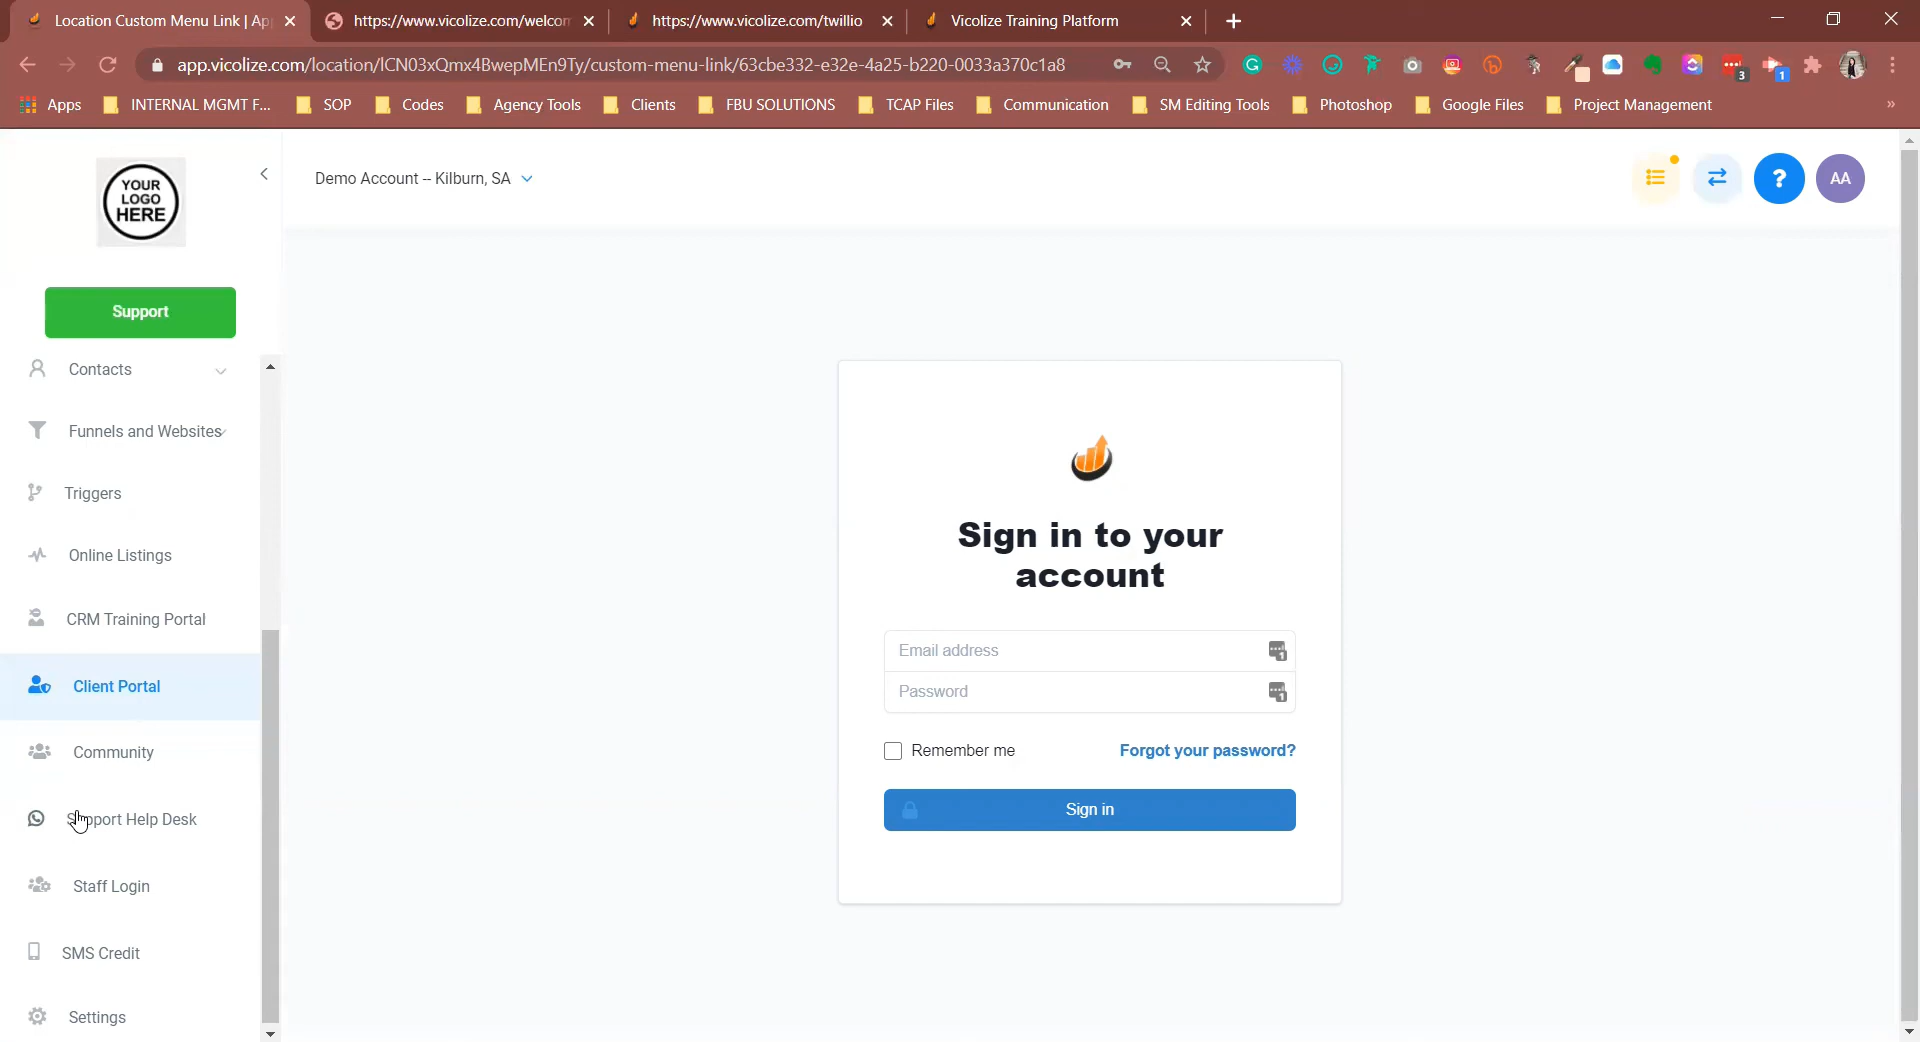 Location Custom Menu Link | Ap
https://www.vicolize.com/welcom
https://www.vicolize.com/twillio
Vicolize Training Platform
app.vicolize.com/location/lCN03xQmx4BwepMEn9Ty/custom-menu-link/63cbe332-e32e-4a25-b220-0033a370c1a8
3
1
Apps
INTERNAL MGMT F...
SOP
Codes
Agency Tools
Clients
FBU SOLUTIONS
TCAP Files
Communication
SM Editing Tools
Photoshop
Google Files
Project Management
»
YOUR
LOGO
HERE
Demo Account -- Kilburn, SA
?
AA
Support
Contacts
Funnels and Websites
Triggers
Online Listings
CRM Training Portal
Client Portal
Community
Support Help Desk
Staff Login
SMS Credit
Settings
Sign in to your
account
Email address
1
Password
1
Remember me
Forgot your password?
Sign in